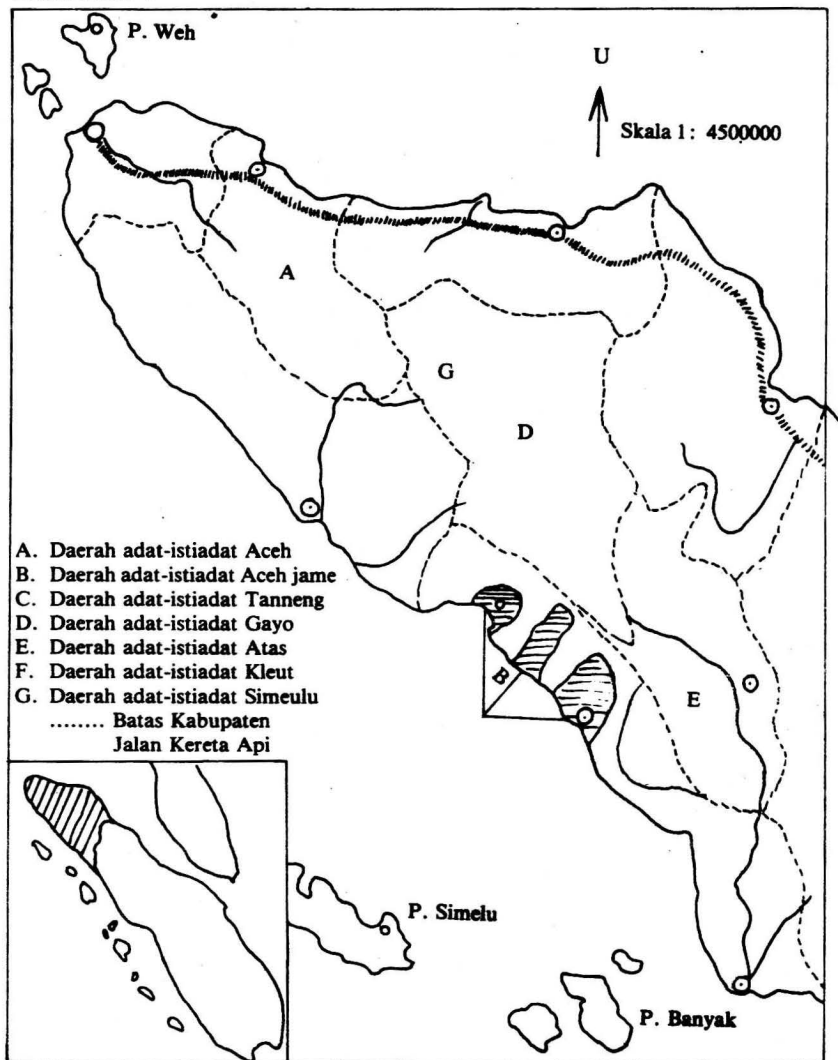 P. Weh
U
Skala 1: 4500000
A
G
D
A. Daerah adat-istiadat Aceh
B. Daerah adat-istiadat Aceh jame
C. Daerah adat-istiadat Tanneng
D. Daerah adat-istiadat Gayo
E. Daerah adat-istiadat Atas
F. Daerah adat-istiadat Kleut
G. Daerah adat-istiadat Simeulu
........ Batas Kabupaten
Jalan Kereta Api
B
E
P. Simelu
P. Banyak